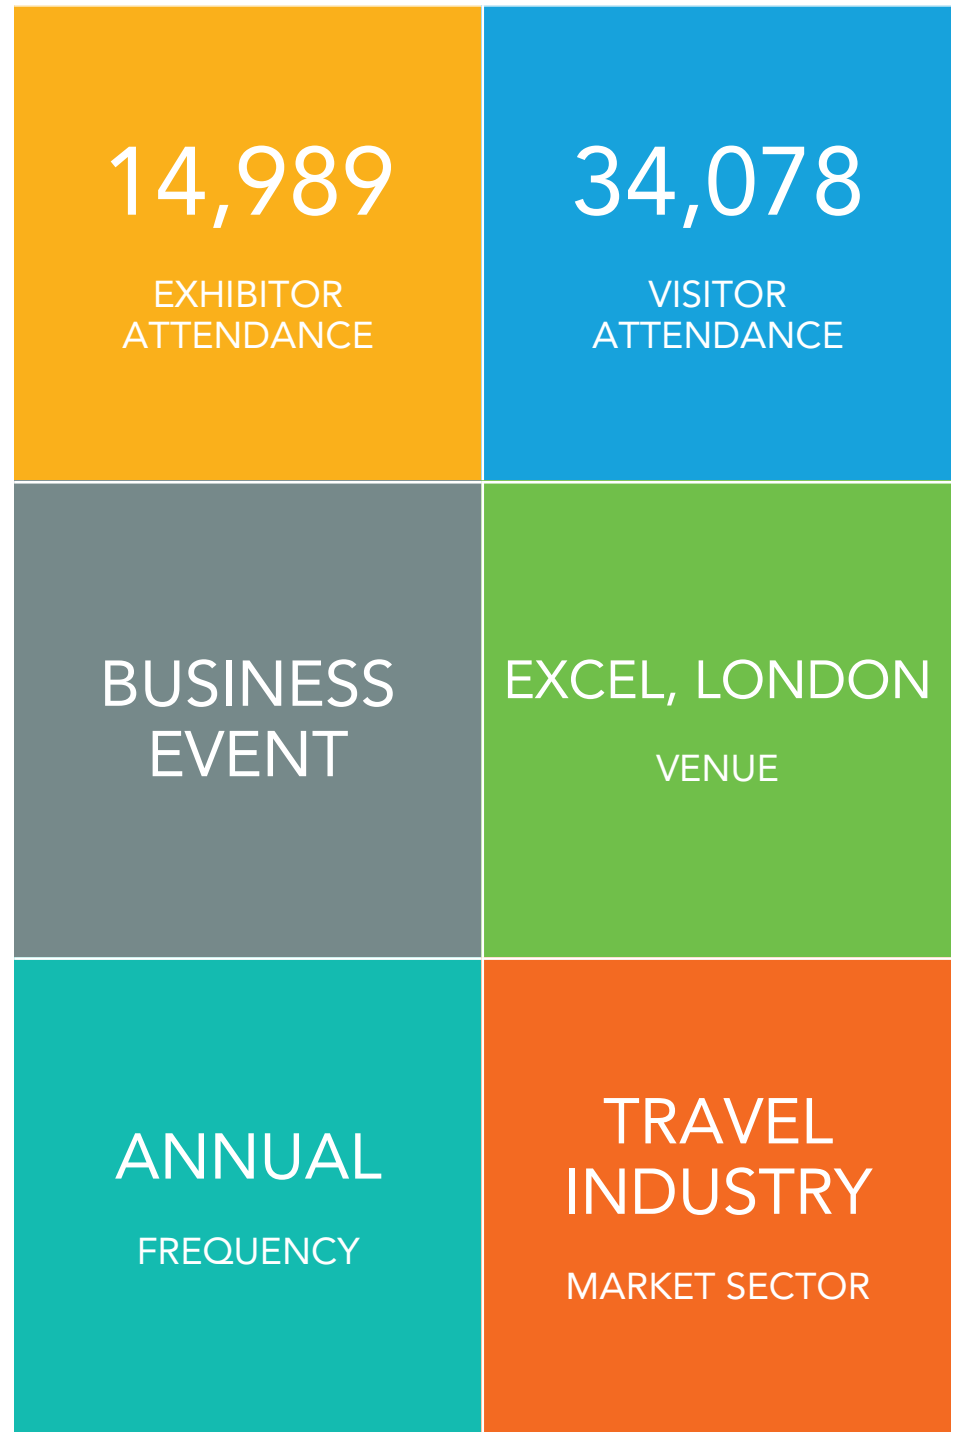 14,989
EXHIBITOR
ATTENDANCE
34,078
VISITOR
ATTENDANCE
BUSINESS
EVENT
EXCEL, LONDON
VENUE
ANNUAL
FREQUENCY
TRAVEL
INDUSTRY
MARKET SECTOR